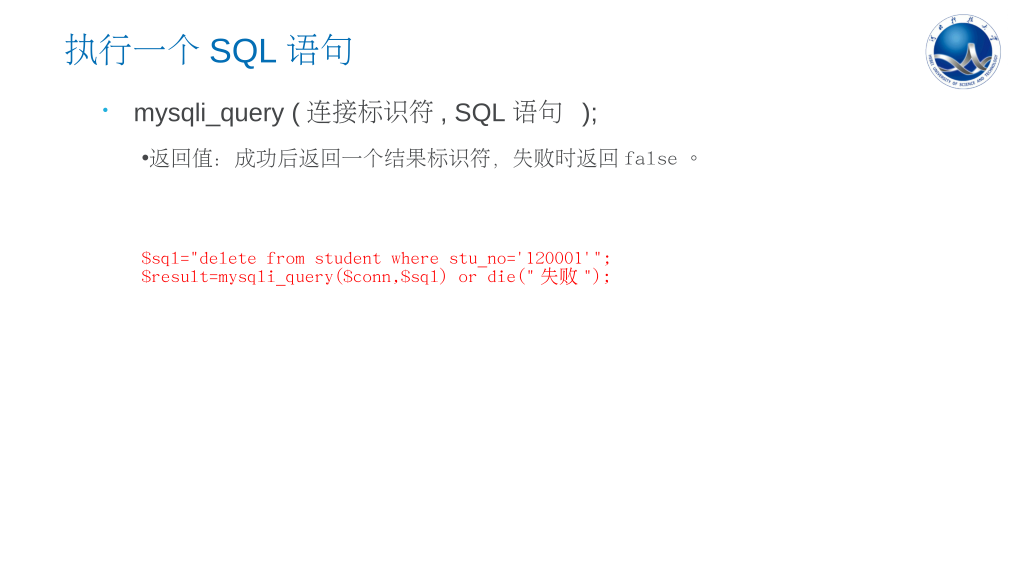 执行一个 SQL 语句
• mysqli_query ( 连接标识符 , SQL 语句 );
•返回值：成功后返回一个结果标识符，失败时返回 false 。
$sql="delete from student where stu_no='120001'";
$result=mysqli_query($conn,$sql) or die(" 失败 ");